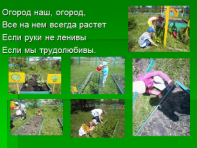 Огород наш, огород,
Все на нем всегда растет
Если руки не ленивы
Если мы трудолюбивы.